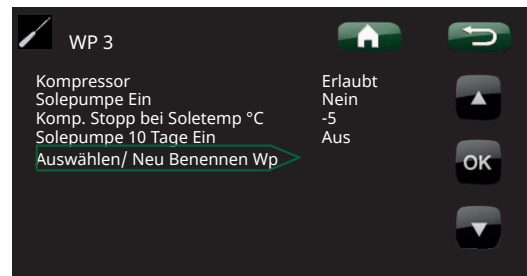 WP 3
Kompressor Erlaubt
Solepumpe Ein Nein
Komp. Stopp bei Soletemp °C -5
Solepumpe 10 Tage Ein Aus
Auswählen/ Neu Benennen Wp
OK